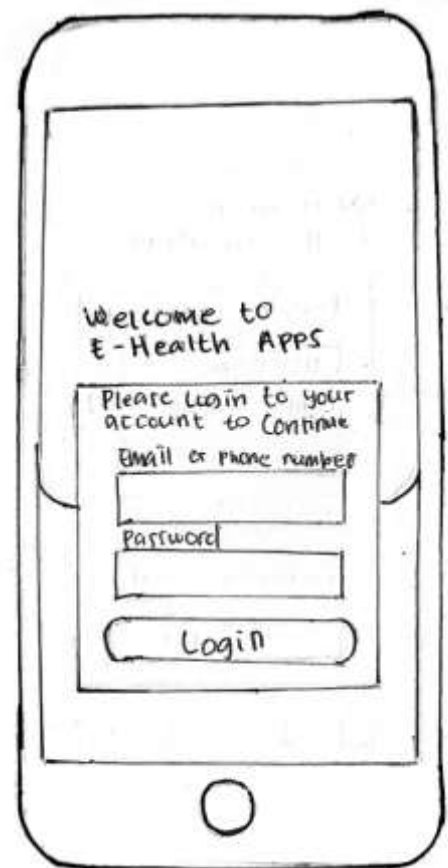 Welcome to
E-Health Apps
Please Login to your
account to Continue
Email or phone number
Password
Login